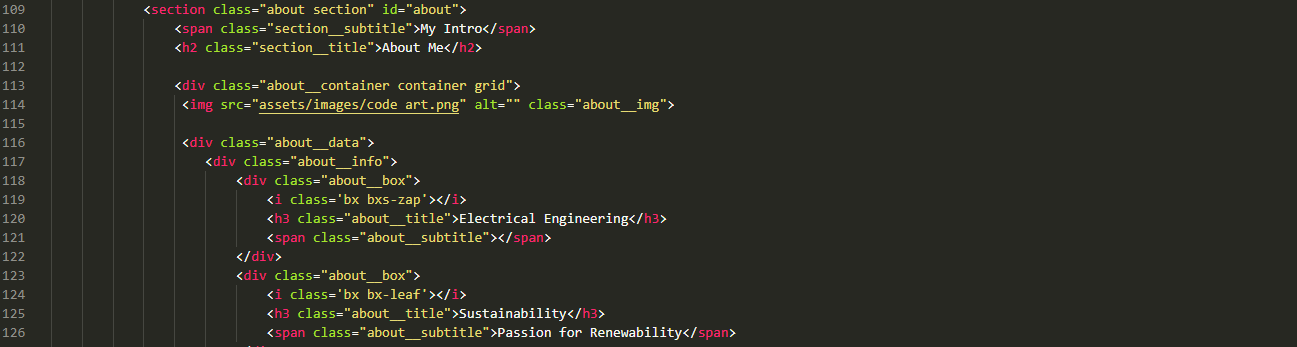 109 <section class="about section" id="about">
110 <span class="section__subtitle">My Intro</span>
111 <h2 class="section__title">About Me</h2>
112
113 <div class="about__container container grid">
114 <img src="assets/images/code art.png" alt="" class="about__img">
115
116 <div class="about__data">
117 <div class="about__info">
118 <div class="about__box">
119 <i class='bx bxs-zap'></i>
120 <h3 class="about__title">Electrical Engineering</h3>
121 <span class="about__subtitle"></span>
122 </div>
123 <div class="about__box">
124 <i class='bx bx-leaf'></i>
125 <h3 class="about__title">Sustainability</h3>
126 <span class="about__subtitle">Passion for Renewability</span>